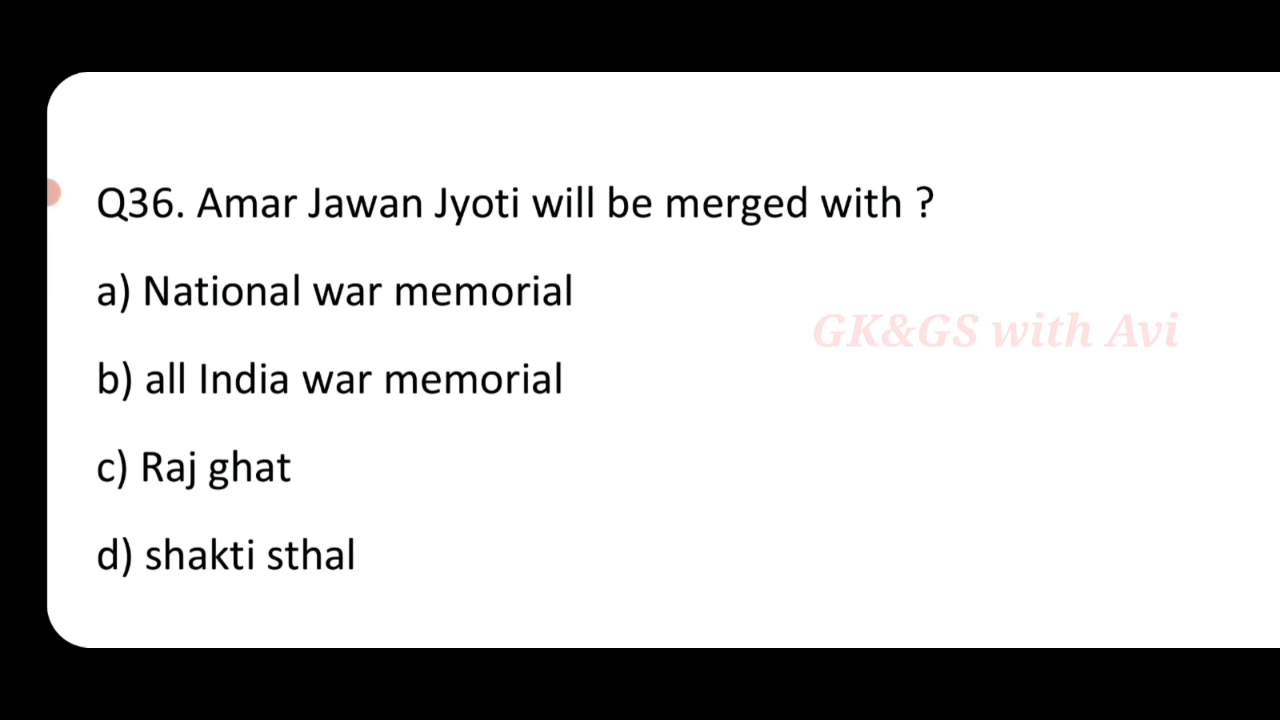 Q36. Amar Jawan Jyoti will be merged with ?
a) National war memorial
GK&GS with Avi
b) all India war memorial
c) Raj ghat
d) shakti sthal